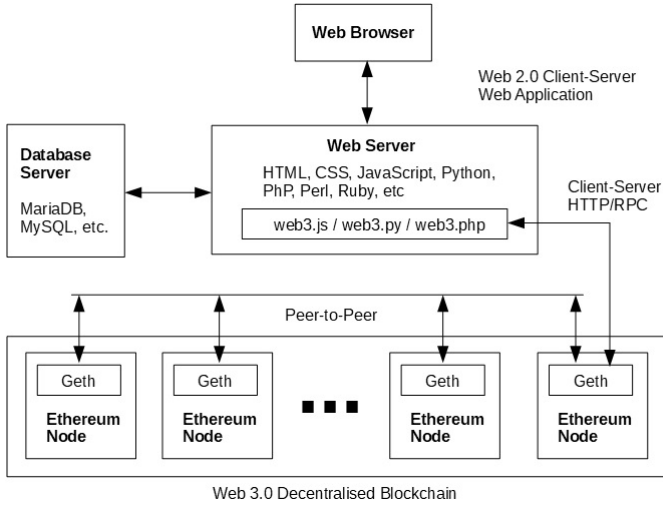 Web Browser
Web 2.0 Client-Server
Web Application
Web Server
HTML, CSS, JavaScript, Python,
PhP, Perl, Ruby, etc
web3.js / web3.py / web3.php
Database
Server
MariaDB,
MySQL, etc.
Client-Server
HTTP/RPC
Peer-to-Peer
Geth
Ethereum
Node
Geth
Ethereum
Node
Geth
Ethereum
Node
Geth
Ethereum
Node
Web 3.0 Decentralised Blockchain